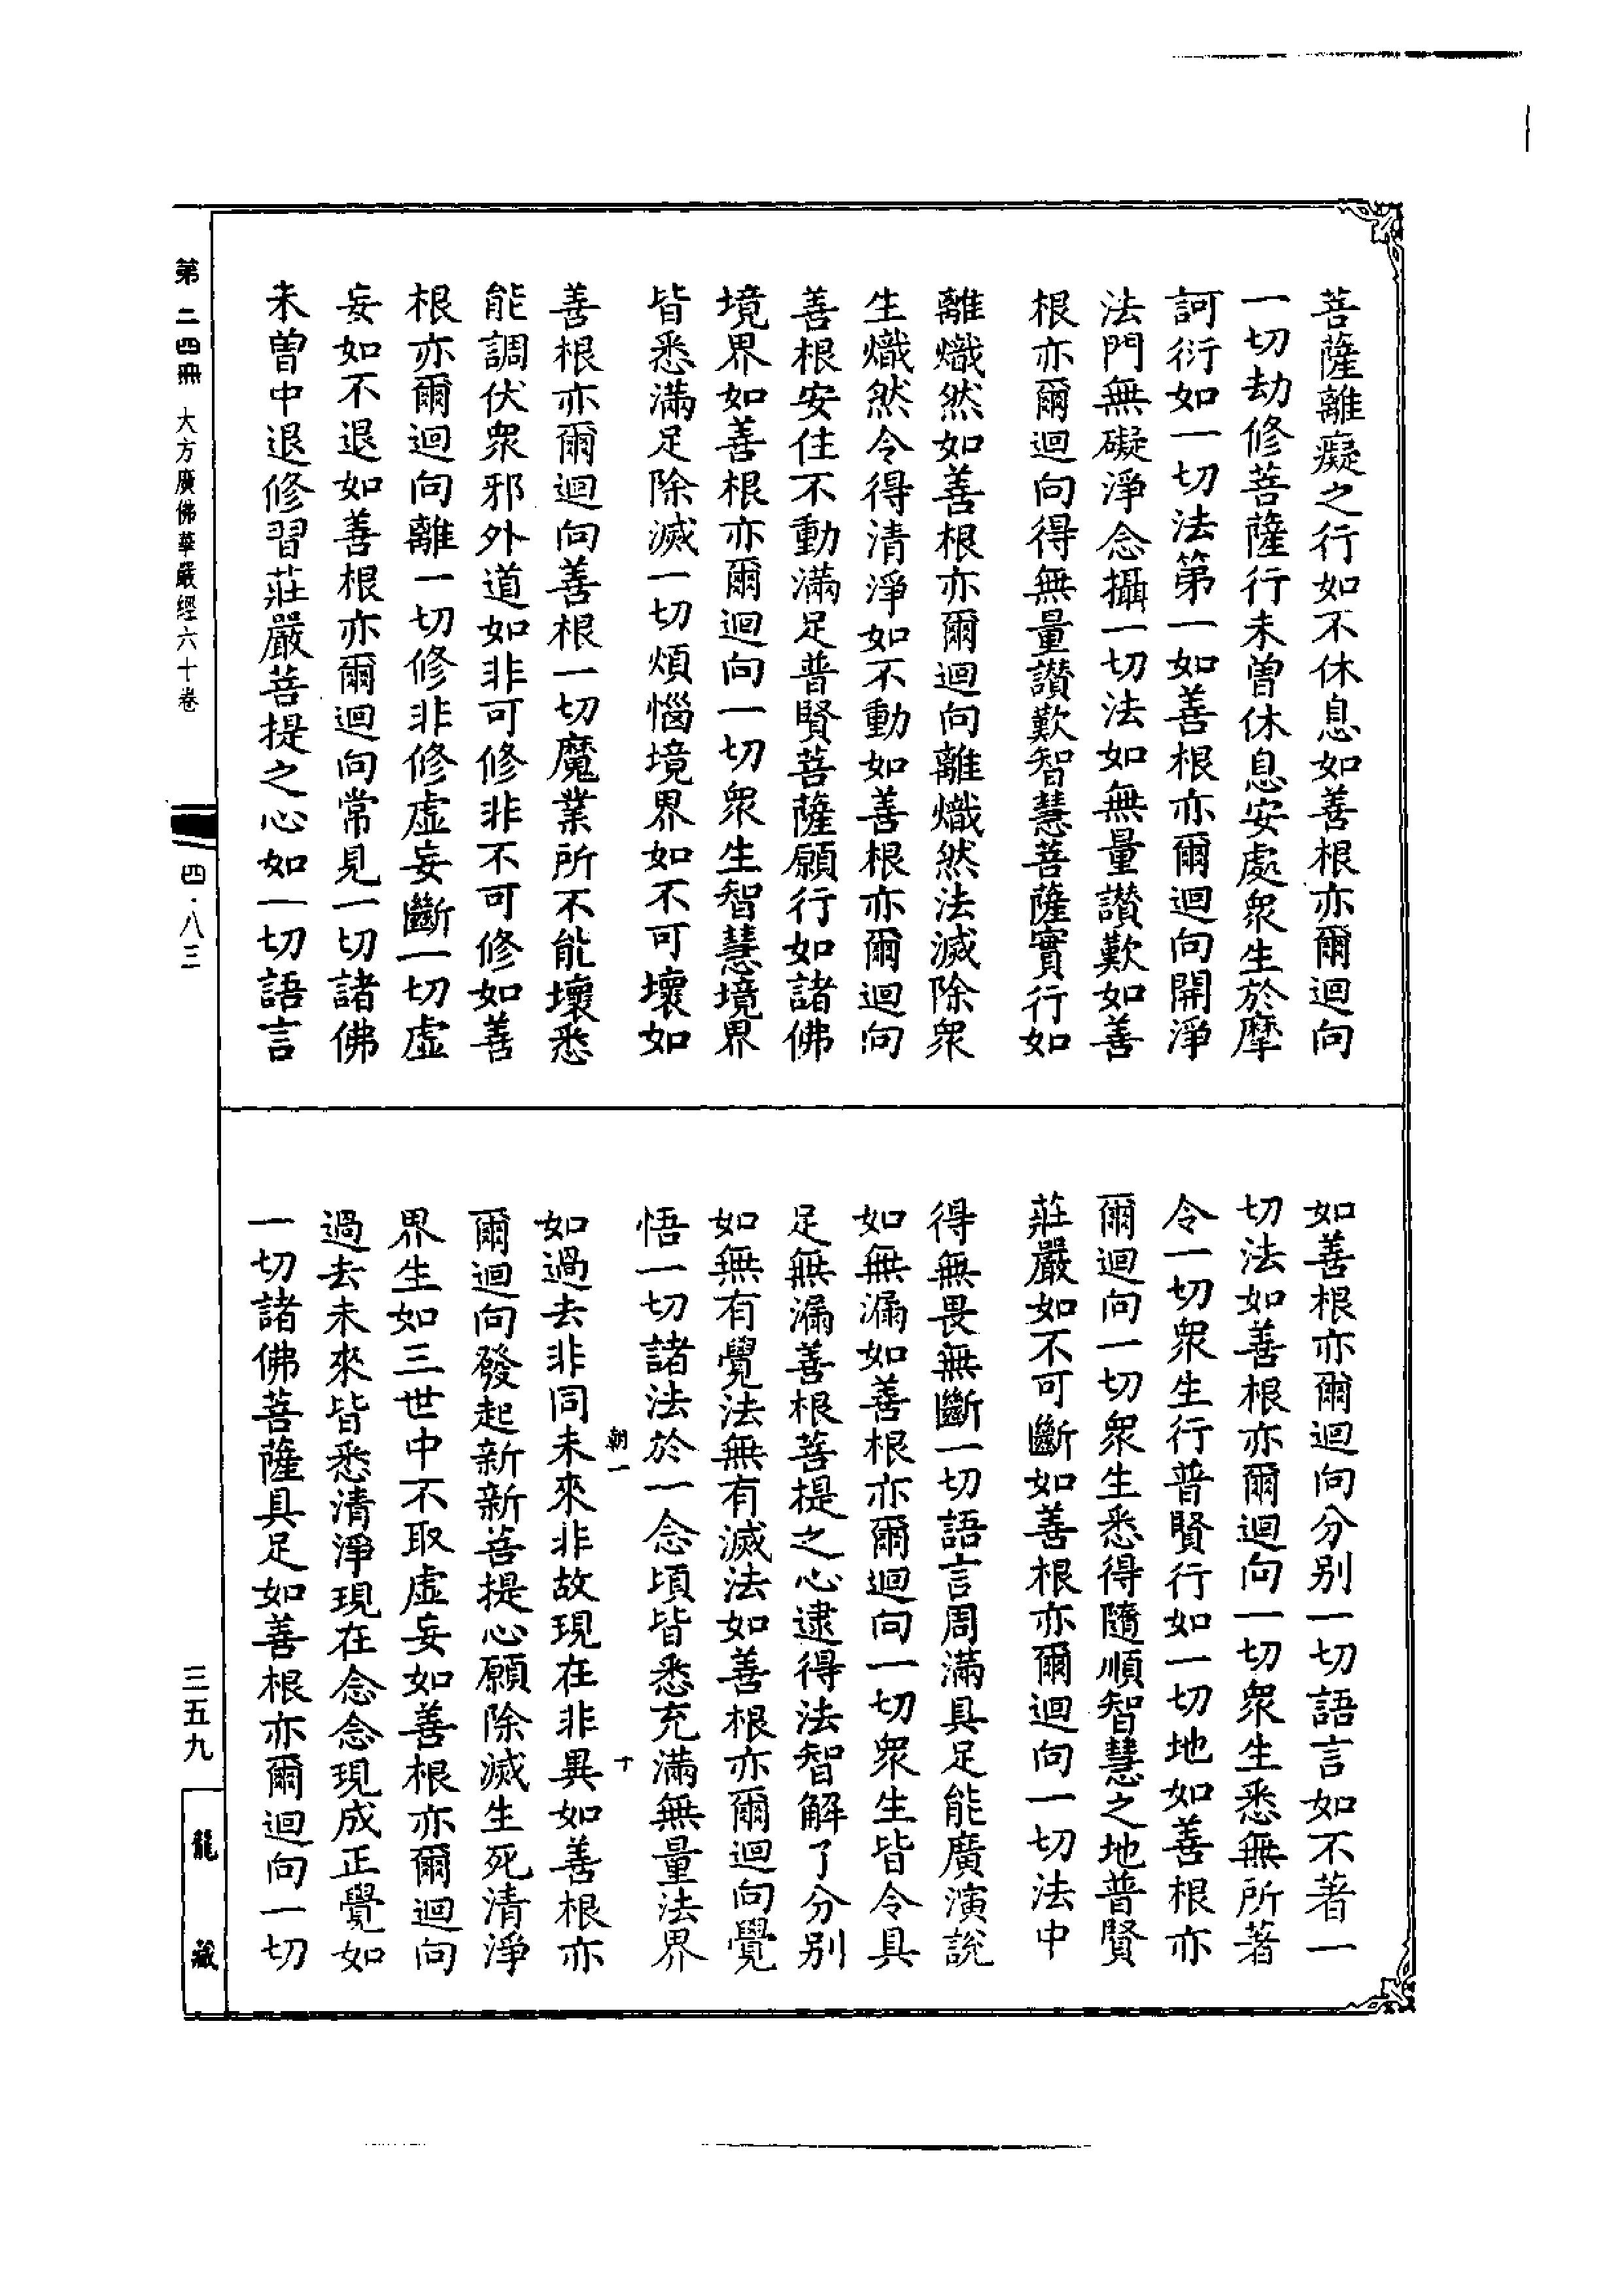 菩薩離癡之行如不休息如善根亦爾迴向
一切劫修菩薩行未曾休息安處衆生於摩
訶衍如一切法第一如善根亦爾迴向開淨
法門無礙淨念攝一切法如無量讃歎如善
根亦爾迴向得無量讃歎智慧菩薩實行如
離熾然如善根亦爾迴向離熾然法滅除衆
生熾然令得清淨如不動如善根亦爾迴向
善根安住不動滿足普賢菩薩願行如諸佛
境界如善根亦爾迴向一切衆生智慧境界
皆悉滿足除滅一切煩惱境界如不可壞如
善根亦爾迴向善根一切魔業所不能壞悉
能調伏衆邪外道如非可修非不可修如善
根亦爾迴向離一切修非修虛妄斷一切虛
妄如不退如善根亦爾迴向常見一切諸佛
未曽中退修習莊嚴菩提之心如一切語言
如善根亦爾迴向分别一切語言如不著一
切法如善根亦爾迴向一切衆生悉無所著
令一切衆生行普賢行如一切地如善根亦
爾迴向一切衆生悉得隨順智慧之地普賢
莊嚴如不可斷如善根亦爾迴向一切法中
得無畏無斷一切語言周滿具足能廣演說
如無漏如善根亦爾迴向一切衆生皆令具
足無漏善根菩提之心逮得法智解了分别
如無有覺法無有滅法如善根亦爾迴向覺
悟一切諸法於一念頃皆悉充滿無量法界
朝一 十
如過去非同未來非故現在非異如善根亦
爾迴向發起新新菩提心願除滅生死清淨
界生如三世中不取虛妄如善根亦爾迴向
過去未來皆悉清淨現在念念現成正覺如
一切諸佛菩薩具足如善根亦爾迴向一切
第二四冊 大方廣佛華嚴經六十卷
四·八三
三五九
龍藏